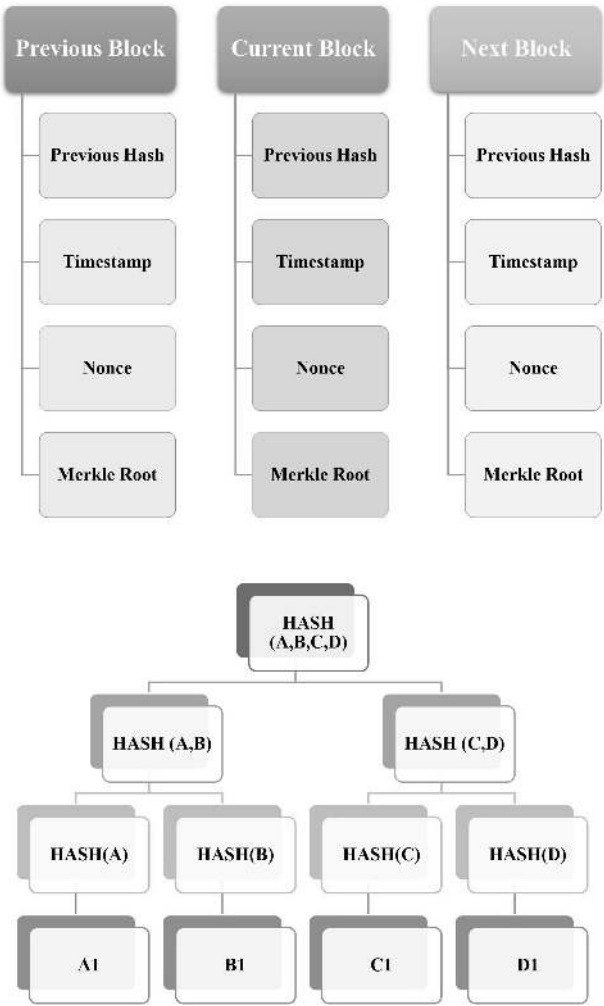 Previous Block
Current Block
Next Block
Previous Hash
Previous Hash
Previous Hash
Timestamp
Timestamp
Timestamp
Nonce
Nonce
Nonce
Merkle Root
Merkle Root
Merkle Root
HASH
(A,B,C,D)
HASH (A,B)
HASH (C,D)
HASH(A)
HASH(B)
HASH(C)
HASH(D)
A1
B1
C1
D1